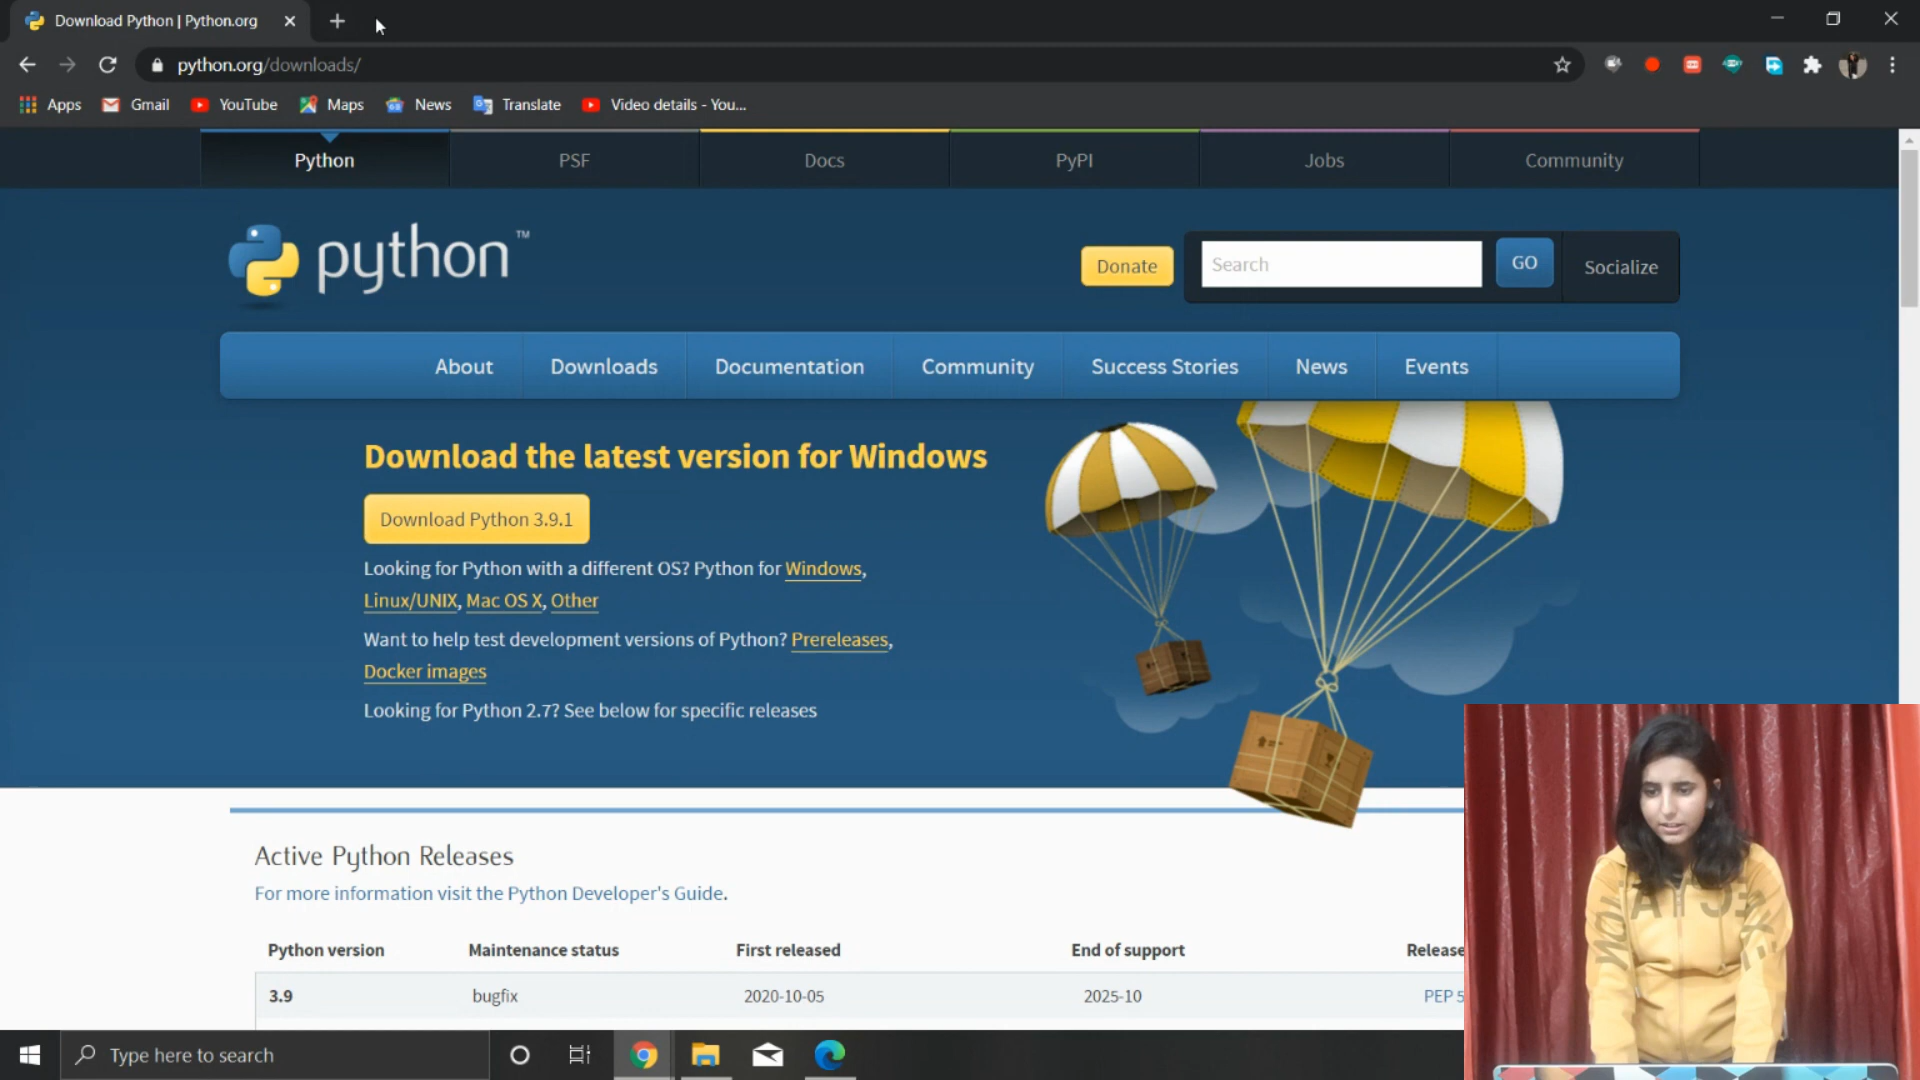 Download Python | Python.org
python.org/downloads/
Apps Gmail YouTube Maps News Translate Video details - You...
Python PSF Docs PyPI Jobs Community
python™
Donate Search GO Socialize
About Downloads Documentation Community Success Stories News Events
Download the latest version for Windows
Download Python 3.9.1
Looking for Python with a different OS? Python for Windows,
Linux/UNIX, Mac OS X, Other
Want to help test development versions of Python? Prereleases,
Docker images
Looking for Python 2.7? See below for specific releases
Active Python Releases
For more information visit the Python Developer's Guide.
Python version Maintenance status First released End of support Release
3.9 bugfix 2020-10-05 2025-10 PEP 5
Type here to search